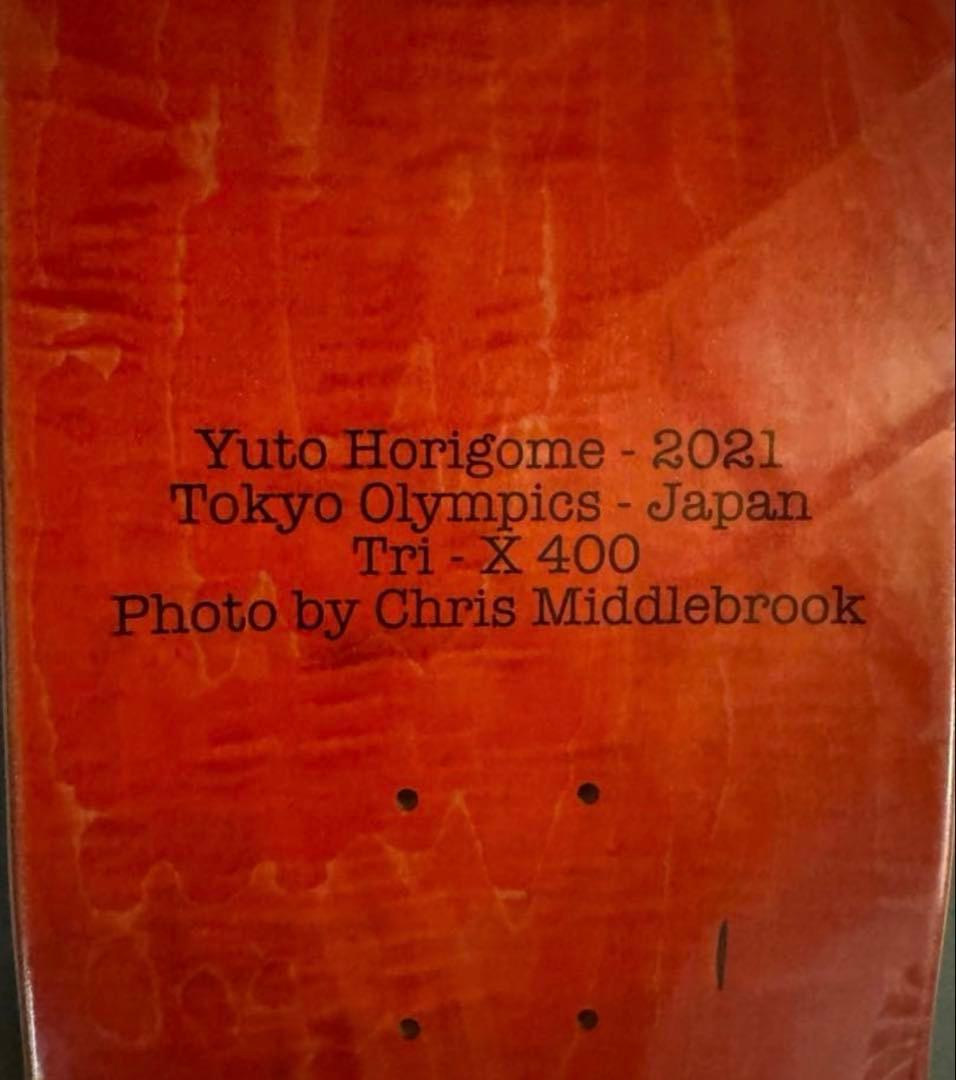 Yuto Horigome - 2021
Tokyo Olympics - Japan
Tri - X 400
Photo by Chris Middlebrook